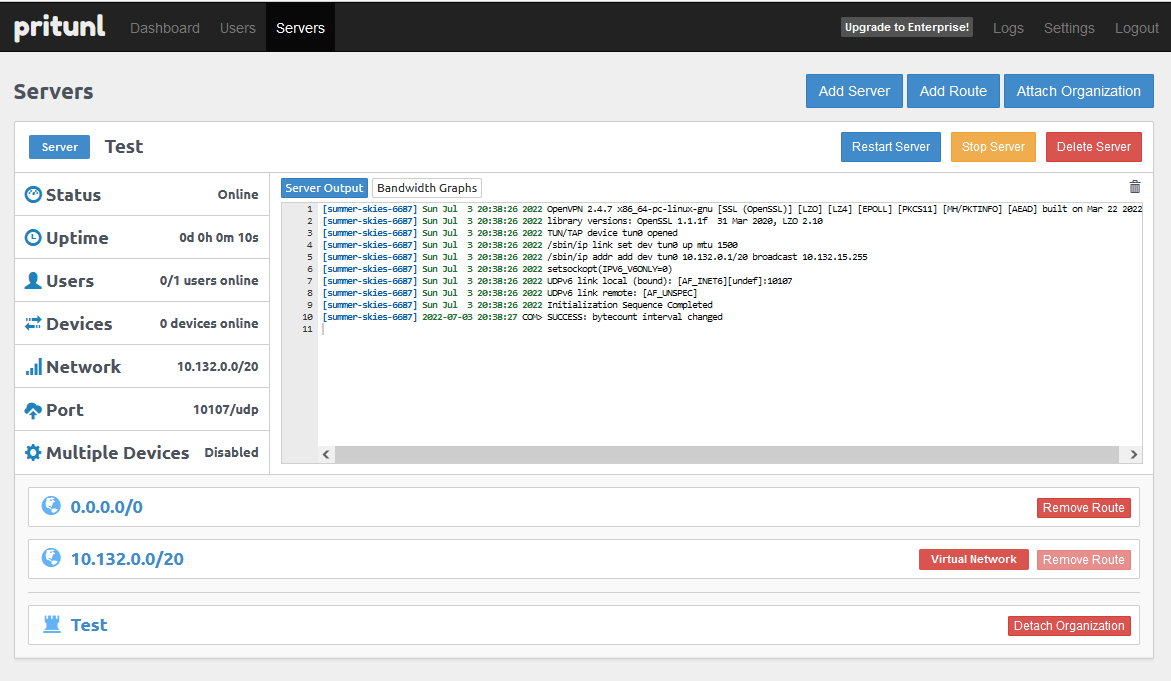 pritunl Dashboard Users Servers Upgrade to Enterprise! Logs Settings Logout
Servers Add Server Add Route Attach Organization
Server Test Restart Server Stop Server Delete Server
Status Online
Uptime 0d 0h 0m 10s
Users 0/1 users online
Devices 0 devices online
Network 10.132.0.0/20
Port 10107/udp
Multiple Devices Disabled
Server Output Bandwidth Graphs
1 [summer-skies-6687] Sun Jul  3 20:38:26 2022 OpenVPN 2.4.7 x86_64-pc-linux-gnu [SSL (OpenSSL)] [LZO] [LZ4] [EPOLL] [PKCS11] [MH/PKTINFO] [AEAD] built on Mar 22 2022
2 [summer-skies-6687] Sun Jul  3 20:38:26 2022 library versions: OpenSSL 1.1.1f  31 Mar 2020, LZO 2.10
3 [summer-skies-6687] Sun Jul  3 20:38:26 2022 TUN/TAP device tun0 opened
4 [summer-skies-6687] Sun Jul  3 20:38:26 2022 /sbin/ip link set dev tun0 up mtu 1500
5 [summer-skies-6687] Sun Jul  3 20:38:26 2022 /sbin/ip addr add dev tun0 10.132.0.1/20 broadcast 10.132.15.255
6 [summer-skies-6687] Sun Jul  3 20:38:26 2022 setsockopt(IPV6_V6ONLY=0)
7 [summer-skies-6687] Sun Jul  3 20:38:26 2022 UDPv6 link local (bound): [AF_INET6][undef]:10107
8 [summer-skies-6687] Sun Jul  3 20:38:26 2022 UDPv6 link remote: [AF_UNSPEC]
9 [summer-skies-6687] Sun Jul  3 20:38:26 2022 Initialization Sequence Completed
10 [summer-skies-6687] 2022-07-03 20:38:27 COM> SUCCESS: bytecount interval changed
11
0.0.0.0/0 Remove Route
10.132.0.0/20 Virtual Network Remove Route
Test Detach Organization